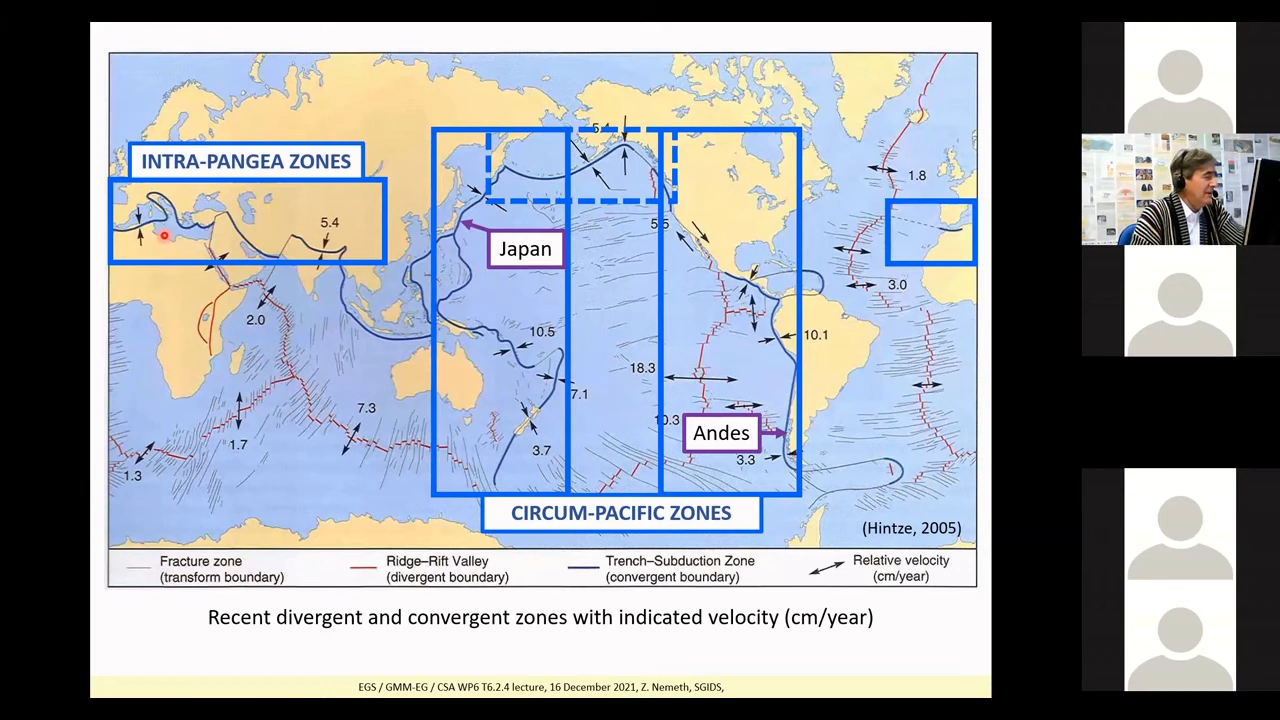 5.4
1.8
INTRA-PANGEA ZONES
5.4
5.5
Japan
3.0
2.0
10.5
10.1
18.3
7.1
7.3
10.3
Andes
1.7
3.7
3.3
1.3
CIRCUM-PACIFIC ZONES
(Hintze, 2005)
Fracture zone
(transform boundary)
Ridge–Rift Valley
(divergent boundary)
Trench–Subduction Zone
(convergent boundary)
Relative velocity
(cm/year)
Recent divergent and convergent zones with indicated velocity (cm/year)
EGS / GMM-EG / CSA WP6 T6.2.4 lecture, 16 December 2021, Z. Nemeth, SGIDS,